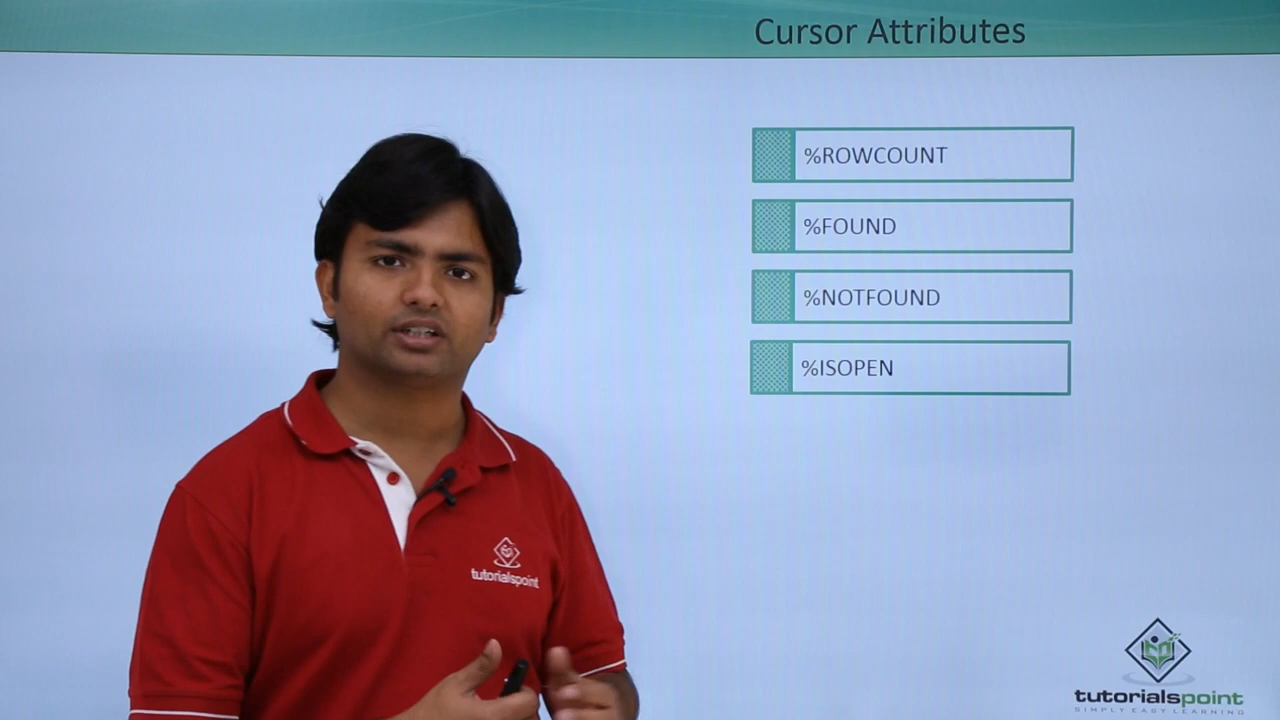 Cursor Attributes
%ROWCOUNT
%FOUND
%NOTFOUND
%ISOPEN
tutorialspoint
tutorialspoint
SIMPLY EASY LEARNING